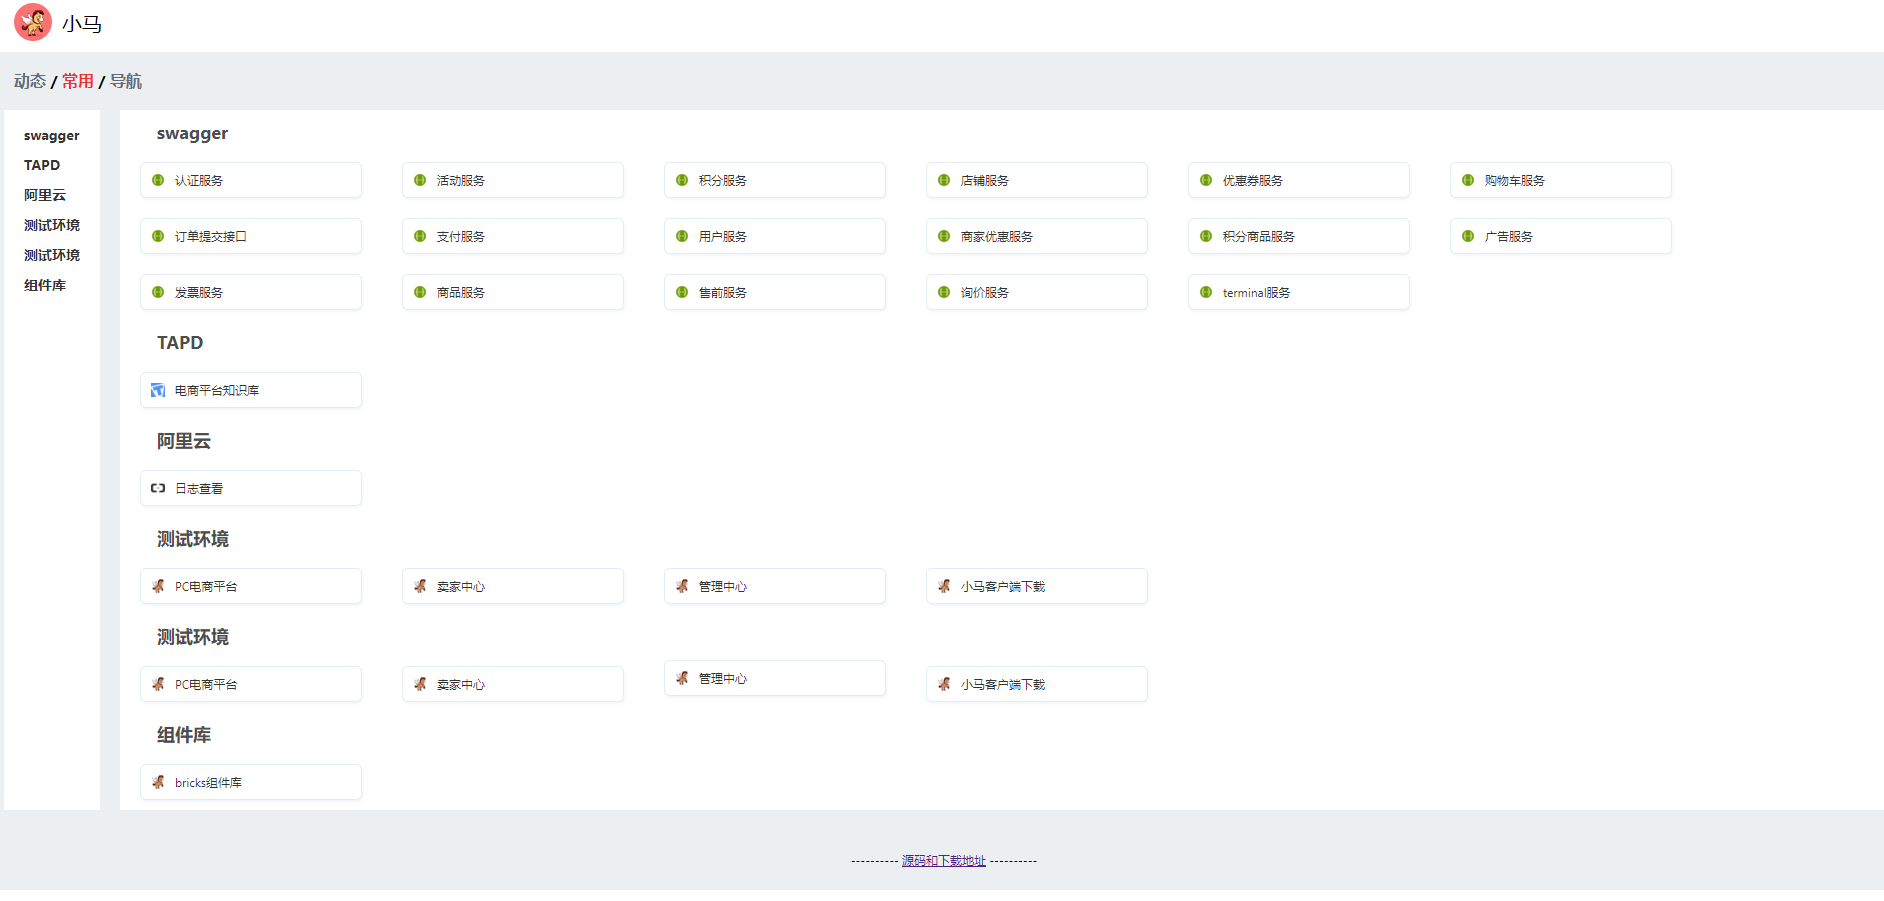 小马
动态 / 常用 / 导航
swagger
TAPD
阿里云
测试环境
测试环境
组件库
swagger
认证服务 活动服务 积分服务 店铺服务 优惠券服务 购物车服务
订单提交接口 支付服务 用户服务 商家优惠服务 积分商品服务 广告服务
发票服务 商品服务 售前服务 询价服务 terminal服务
TAPD
电商平台知识库
阿里云
日志查看
测试环境
PC电商平台 卖家中心 管理中心 小马客户端下载
测试环境
PC电商平台 卖家中心 管理中心 小马客户端下载
组件库
bricks组件库
---------- 源码和下载地址 ----------